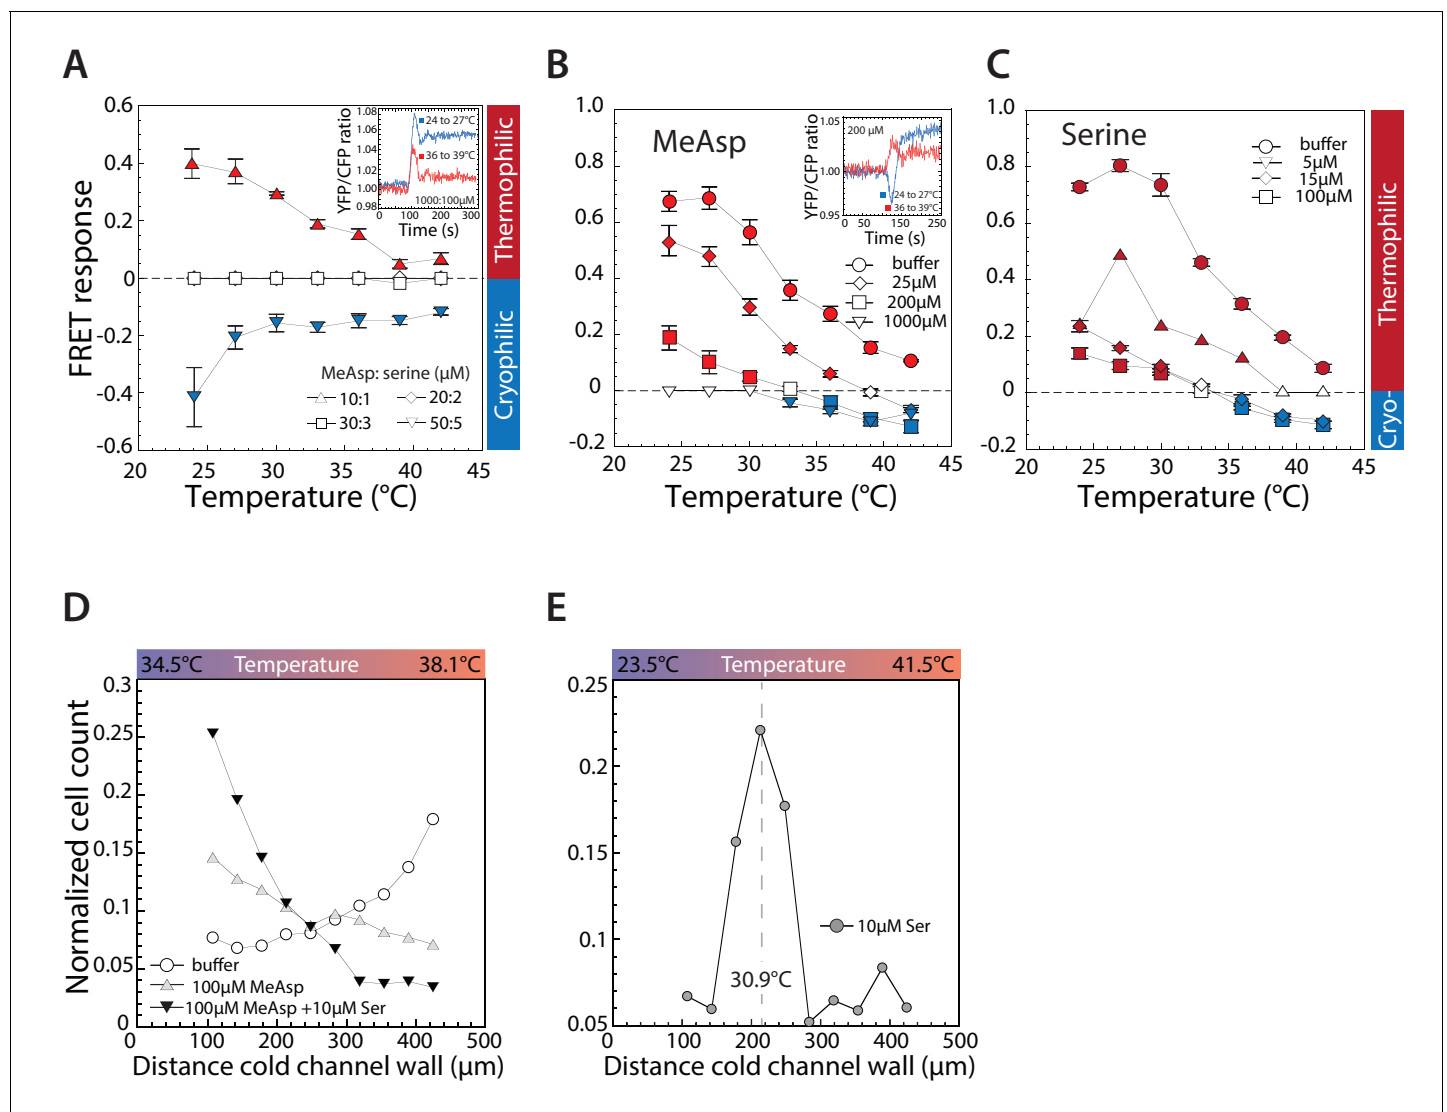 A
0.6
0.4
0.2
0
-0.2
-0.4
-0.6
FRET response
20 25 30 35 40 45
Temperature (°C)
MeAsp: serine (μM)
10:1 20:2
30:3 50:5
1.08
1.06
1.04
1.02
1.00
0.98
YFP/CFP ratio
24 to 27°C
36 to 39°C
1000:100μM
0 100 200 300
Time (s)
Thermophilic
Cryophilic
B
1.0
0.8
0.6
0.4
0.2
0
-0.2
MeAsp
20 25 30 35 40 45
Temperature (°C)
1.05
1.00
0.95
YFP/CFP ratio
200 μM
24 to 27°C
36 to 39°C
0 50 150 250
Time (s)
buffer
25μM
200μM
1000μM
C
1.0
0.8
0.6
0.4
0.2
0
-0.2
Serine
buffer
5μM
15μM
100μM
20 25 30 35 40 45
Temperature (°C)
Thermophilic
Cryo-
D
34.5°C Temperature 38.1°C
0.3
0.25
0.2
0.15
0.1
0.05
0
Normalized cell count
buffer
100μM MeAsp
100μM MeAsp +10μM Ser
0 100 200 300 400 500
Distance cold channel wall (μm)
E
23.5°C Temperature 41.5°C
0.25
0.2
0.15
0.1
0.05
10μM Ser
30.9°C
0 100 200 300 400 500
Distance cold channel wall (μm)